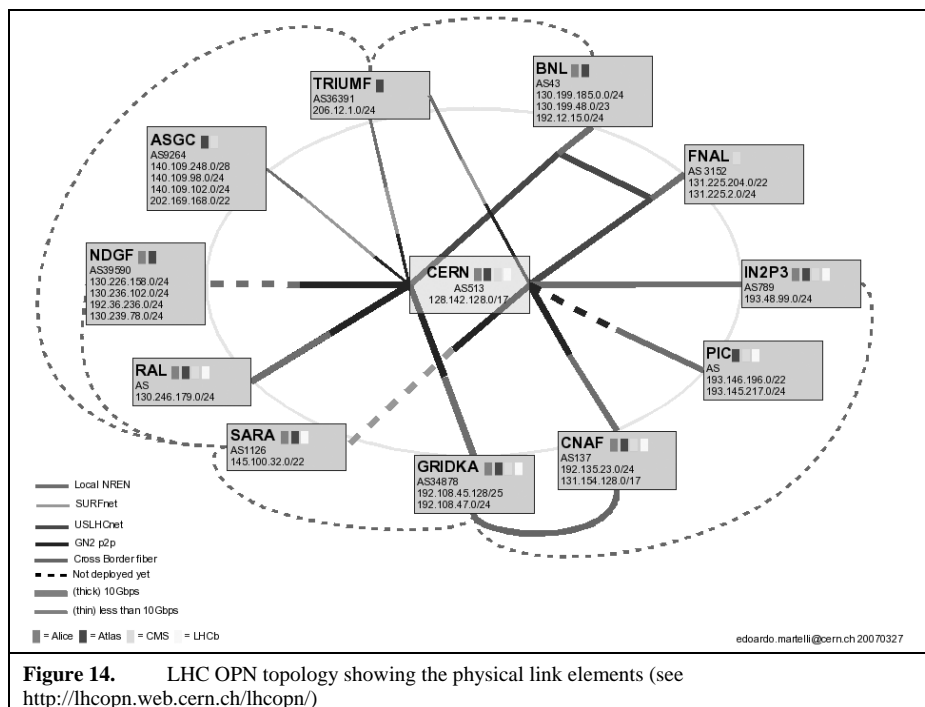 TRIUMF
AS36391
206.12.1.0/24
BNL
AS43
130.199.185.0.0/24
130.199.48.0/23
192.12.15.0/24
ASGC
AS9264
140.109.248.0/28
140.109.98.0/24
140.109.102.0/24
202.169.168.0/22
FNAL
AS 3152
131.225.204.0/22
131.225.2.0/24
NDGF
AS39590
130.226.158.0/24
130.236.102.0/24
192.36.236.0/24
130.239.78.0/24
CERN
AS513
128.142.128.0/17
IN2P3
AS789
193.48.99.0/24
RAL
AS
130.246.179.0/24
PIC
AS
193.146.196.0/22
193.145.217.0/24
SARA
AS1126
145.100.32.0/22
GRIDKA
AS34878
192.108.45.128/25
192.108.47.0/24
CNAF
AS137
192.135.23.0/24
131.154.128.0/17
Local NREN
SURFnet
USLHCnet
GN2 p2p
Cross Border fiber
Not deployed yet
(thick) 10Gbps
(thin) less than 10Gbps
= Alice = Atlas = CMS = LHCb
edoardo.martelli@cern.ch 20070327
Figure 14. LHC OPN topology showing the physical link elements (see
http://lhcopn.web.cern.ch/lhcopn/)